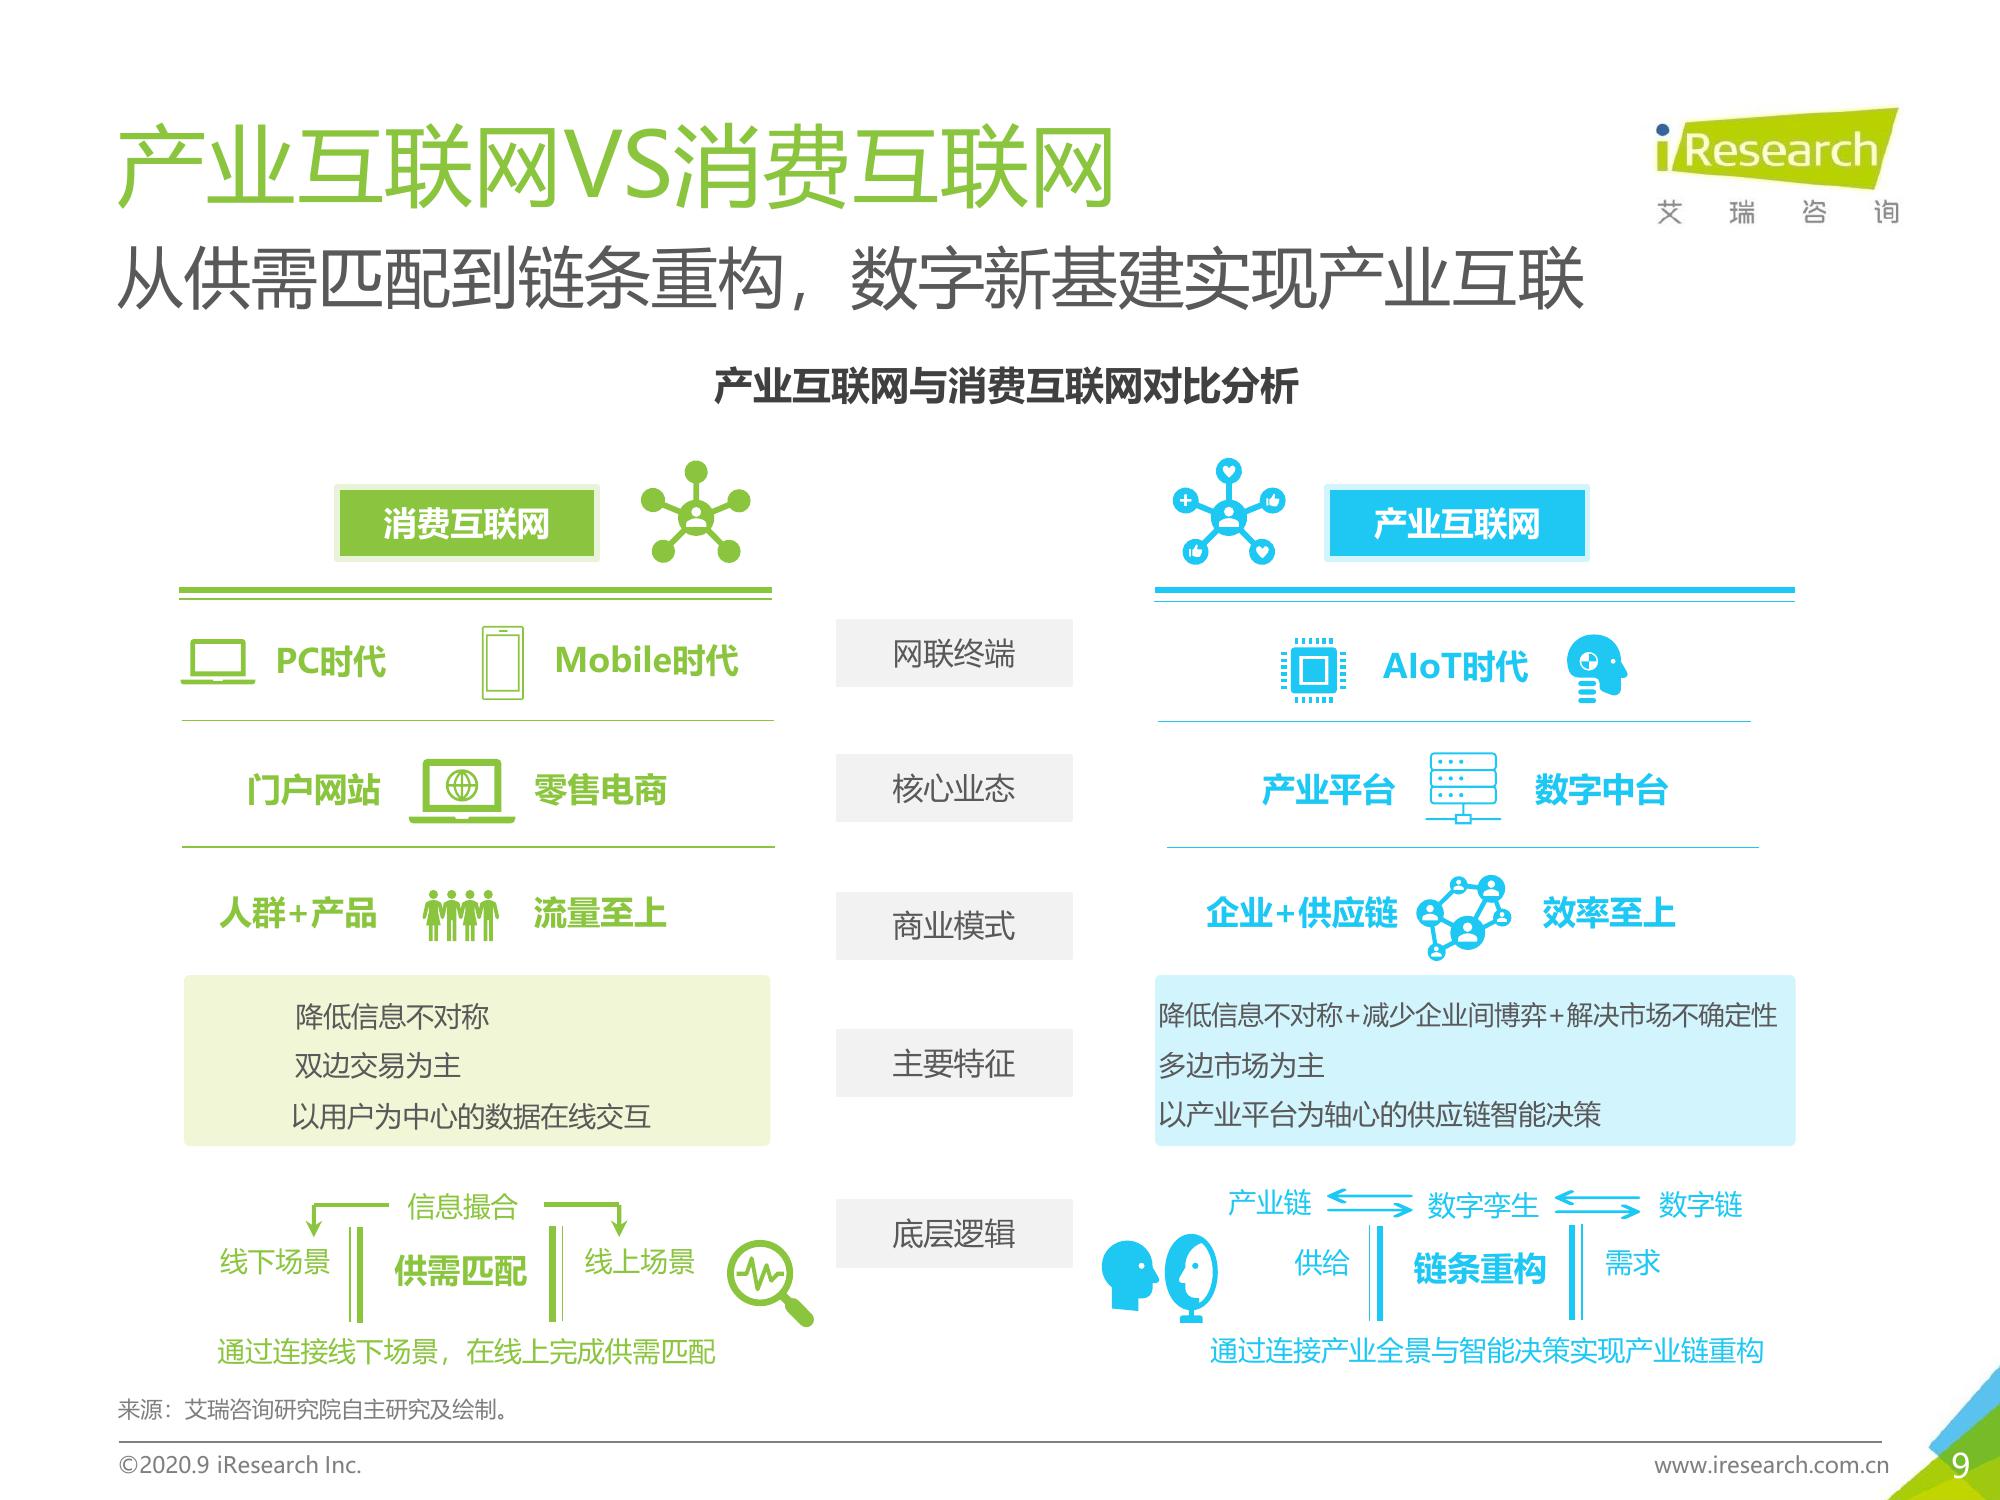 产业互联网VS消费互联网
iResearch
艾瑞咨询
从供需匹配到链条重构，数字新基建实现产业互联
产业互联网与消费互联网对比分析
消费互联网
产业互联网
PC时代
Mobile时代
网联终端
AIoT时代
门户网站
零售电商
核心业态
产业平台
数字中台
人群+产品
流量至上
商业模式
企业+供应链
效率至上
降低信息不对称
双边交易为主
以用户为中心的数据在线交互
主要特征
降低信息不对称+减少企业间博弈+解决市场不确定性
多边市场为主
以产业平台为轴心的供应链智能决策
信息撮合
线下场景
供需匹配
线上场景
通过连接线下场景，在线上完成供需匹配
底层逻辑
产业链
数字孪生
数字链
供给
链条重构
需求
通过连接产业全景与智能决策实现产业链重构
来源：艾瑞咨询研究院自主研究及绘制。
©2020.9 iResearch Inc.
www.iresearch.com.cn
9